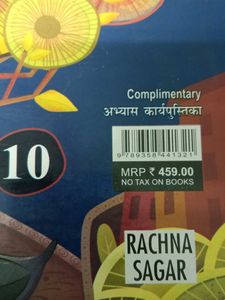 Complimentary
अभ्यास कार्यपुस्तिका
9789358441321
MRP ₹ 459.00
NO TAX ON BOOKS
10
RACHNA
SAGAR